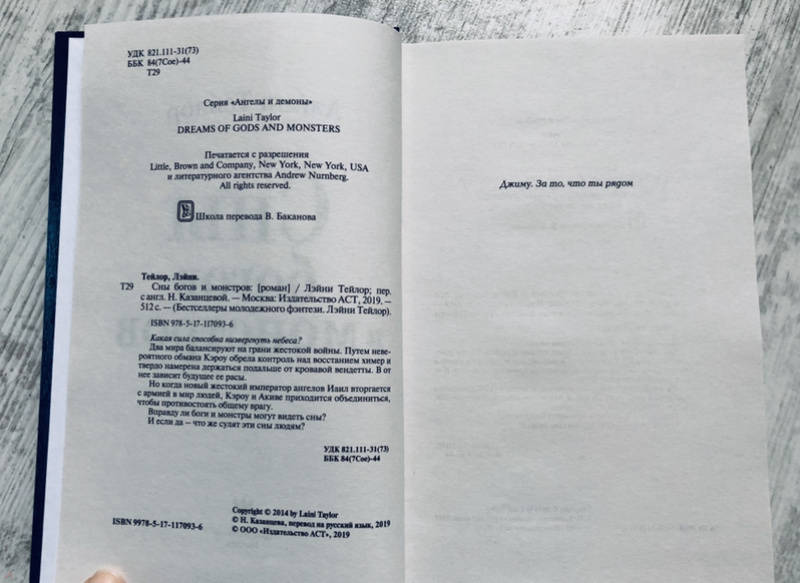 УДК 821.111-31(73)
ББК 84(7Сое)-44
Т29
Серия «Ангелы и демоны»
Laini Taylor
DREAMS OF GODS AND MONSTERS
Печатается с разрешения
Little, Brown and Company, New York, New York, USA
и литературного агентства Andrew Nurnberg.
All rights reserved.
Школа перевода В. Баканова
Тейлор, Лэйни.
Т29 Сны богов и монстров: [роман] / Лэйни Тейлор; пер.
с англ. Н. Казанцевой. — Москва: Издательство АСТ, 2019. —
512 с. — (Бестселлеры молодежного фэнтези. Лэйни Тейлор).
ISBN 978-5-17-117093-6
Какая сила способна низвергнуть небеса?
Два мира балансируют на грани жестокой войны. Путем неве-
роятного обмана Кэроу обрела контроль над восстанием химер и
твердо намерена держаться подальше от кровавой вендетты. В от
нее зависит будущее ее расы.
Но когда новый жестокий император ангелов Иаил вторгается
с армией в мир людей, Кэроу и Акиве приходится объединиться,
чтобы противостоять общему врагу.
Вправду ли боги и монстры могут видеть сны?
И если да – что же сулят эти сны людям?
УДК 821.111-31(73)
ББК 84(7Сое)-44
Copyright © 2014 by Laini Taylor
© Н. Казанцева, перевод на русский язык, 2019
© ООО «Издательство АСТ», 2019
ISBN 9978-5-17-117093-6
Джиму. За то, что ты рядом